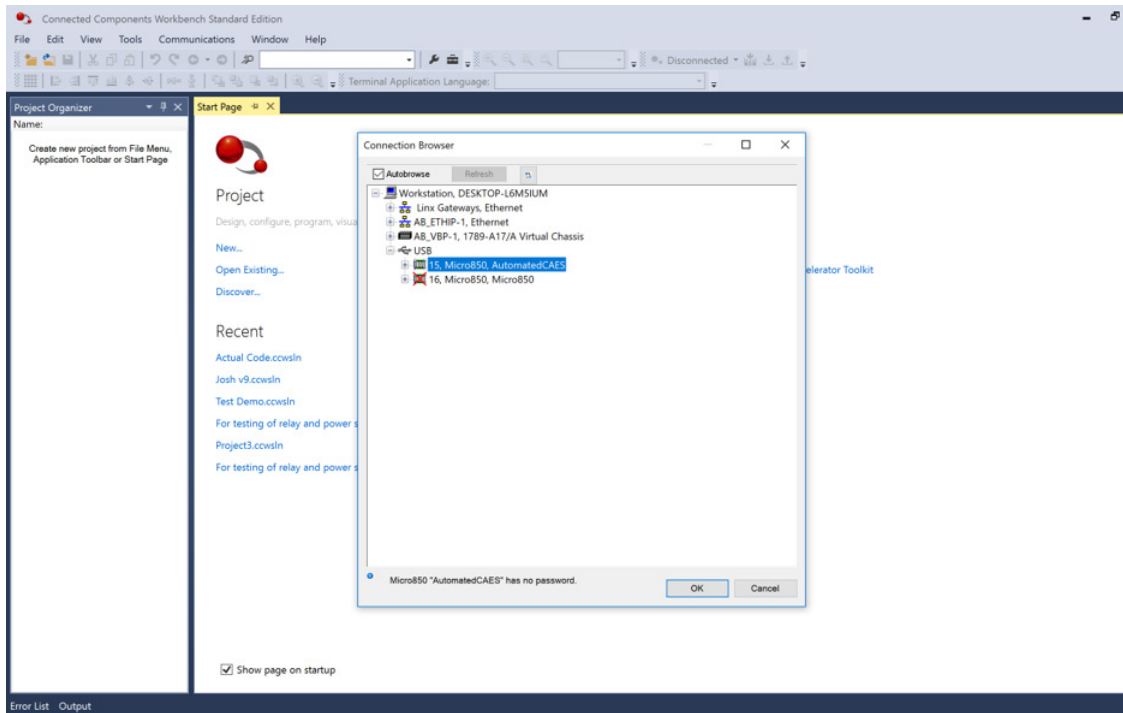 Connected Components Workbench Standard Edition
File Edit View Tools Communications Window Help
Disconnected
Terminal Application Language:
Project Organizer
Start Page
Name:
Create new project from File Menu,
Application Toolbar or Start Page
Project
Design, configure, program, visua
New...
Open Existing...
Discover...
elerator Toolkit
Recent
Actual Code.ccwsln
Josh v9.ccwsln
Test Demo.ccwsln
For testing of relay and power s
Project3.ccwsln
For testing of relay and power s
Connection Browser
Autobrowse Refresh
Workstation, DESKTOP-L6M5IUM
Linx Gateways, Ethernet
AB_ETHIP-1, Ethernet
AB_VBP-1, 1789-A17/A Virtual Chassis
USB
15, Micro850, AutomatedCAES
16, Micro850, Micro850
Micro850 "AutomatedCAES" has no password.
OK Cancel
Show page on startup
Error List Output